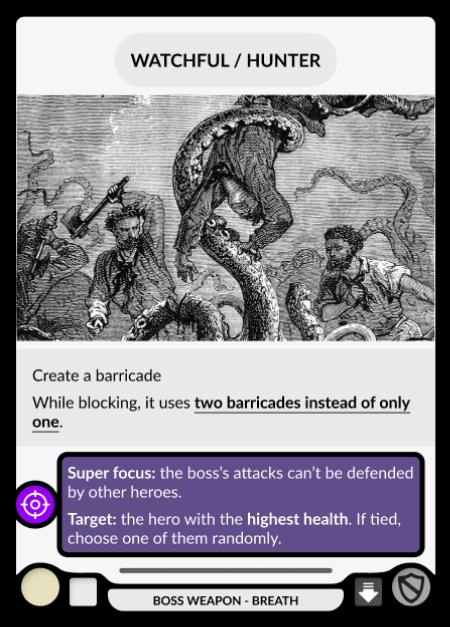 WATCHFUL / HUNTER
Create a barricade
While blocking, it uses two barricades instead of only
one.
Super focus: the boss's attacks can't be defended
by other heroes.
Target: the hero with the highest health. If tied,
choose one of them randomly.
BOSS WEAPON - BREATH